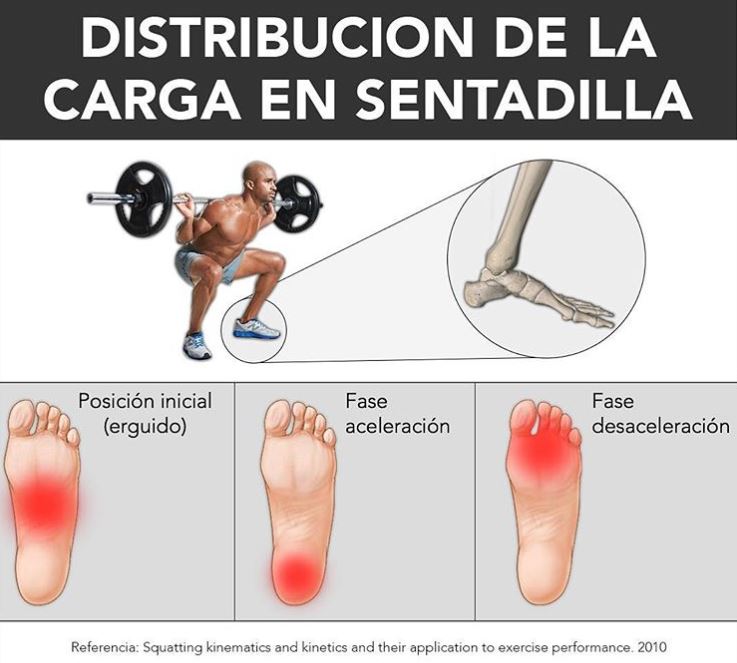 DISTRIBUCION DE LA
CARGA EN SENTADILLA
Posición inicial
(erguido)
Fase
aceleración
Fase
desaceleración
Referencia: Squatting kinematics and kinetics and their application to exercise performance. 2010